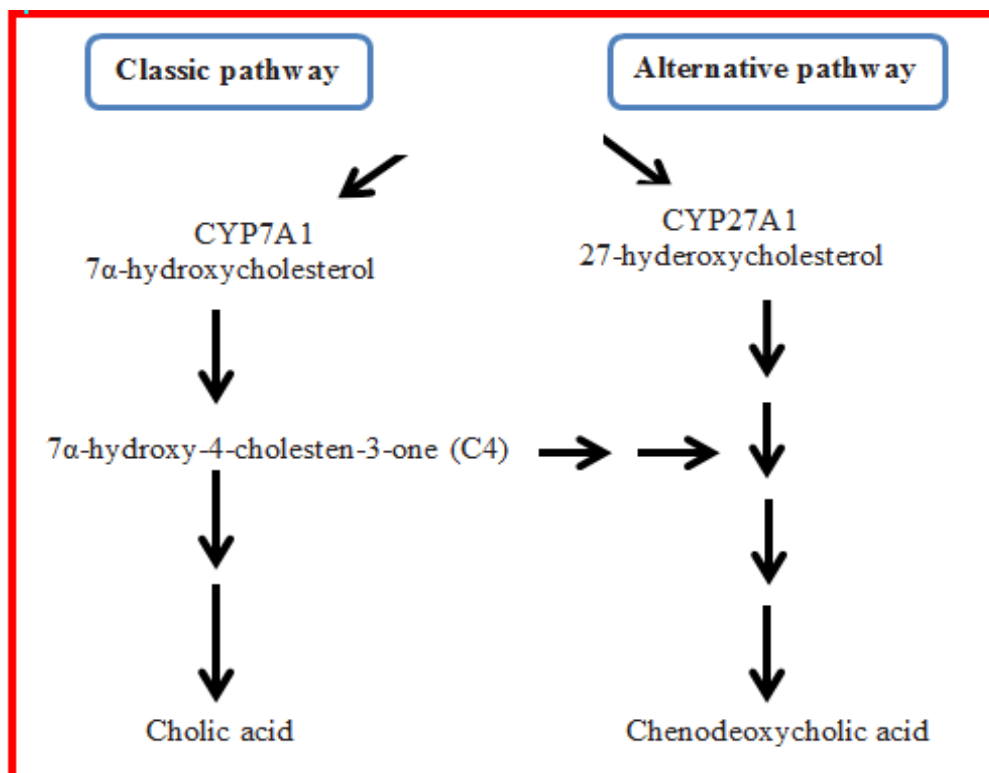 Classic pathway
Alternative pathway
CYP7A1
7α-hydroxycholesterol
CYP27A1
27-hyderoxycholesterol
7α-hydroxy-4-cholesten-3-one (C4)
Cholic acid
Chenodeoxycholic acid